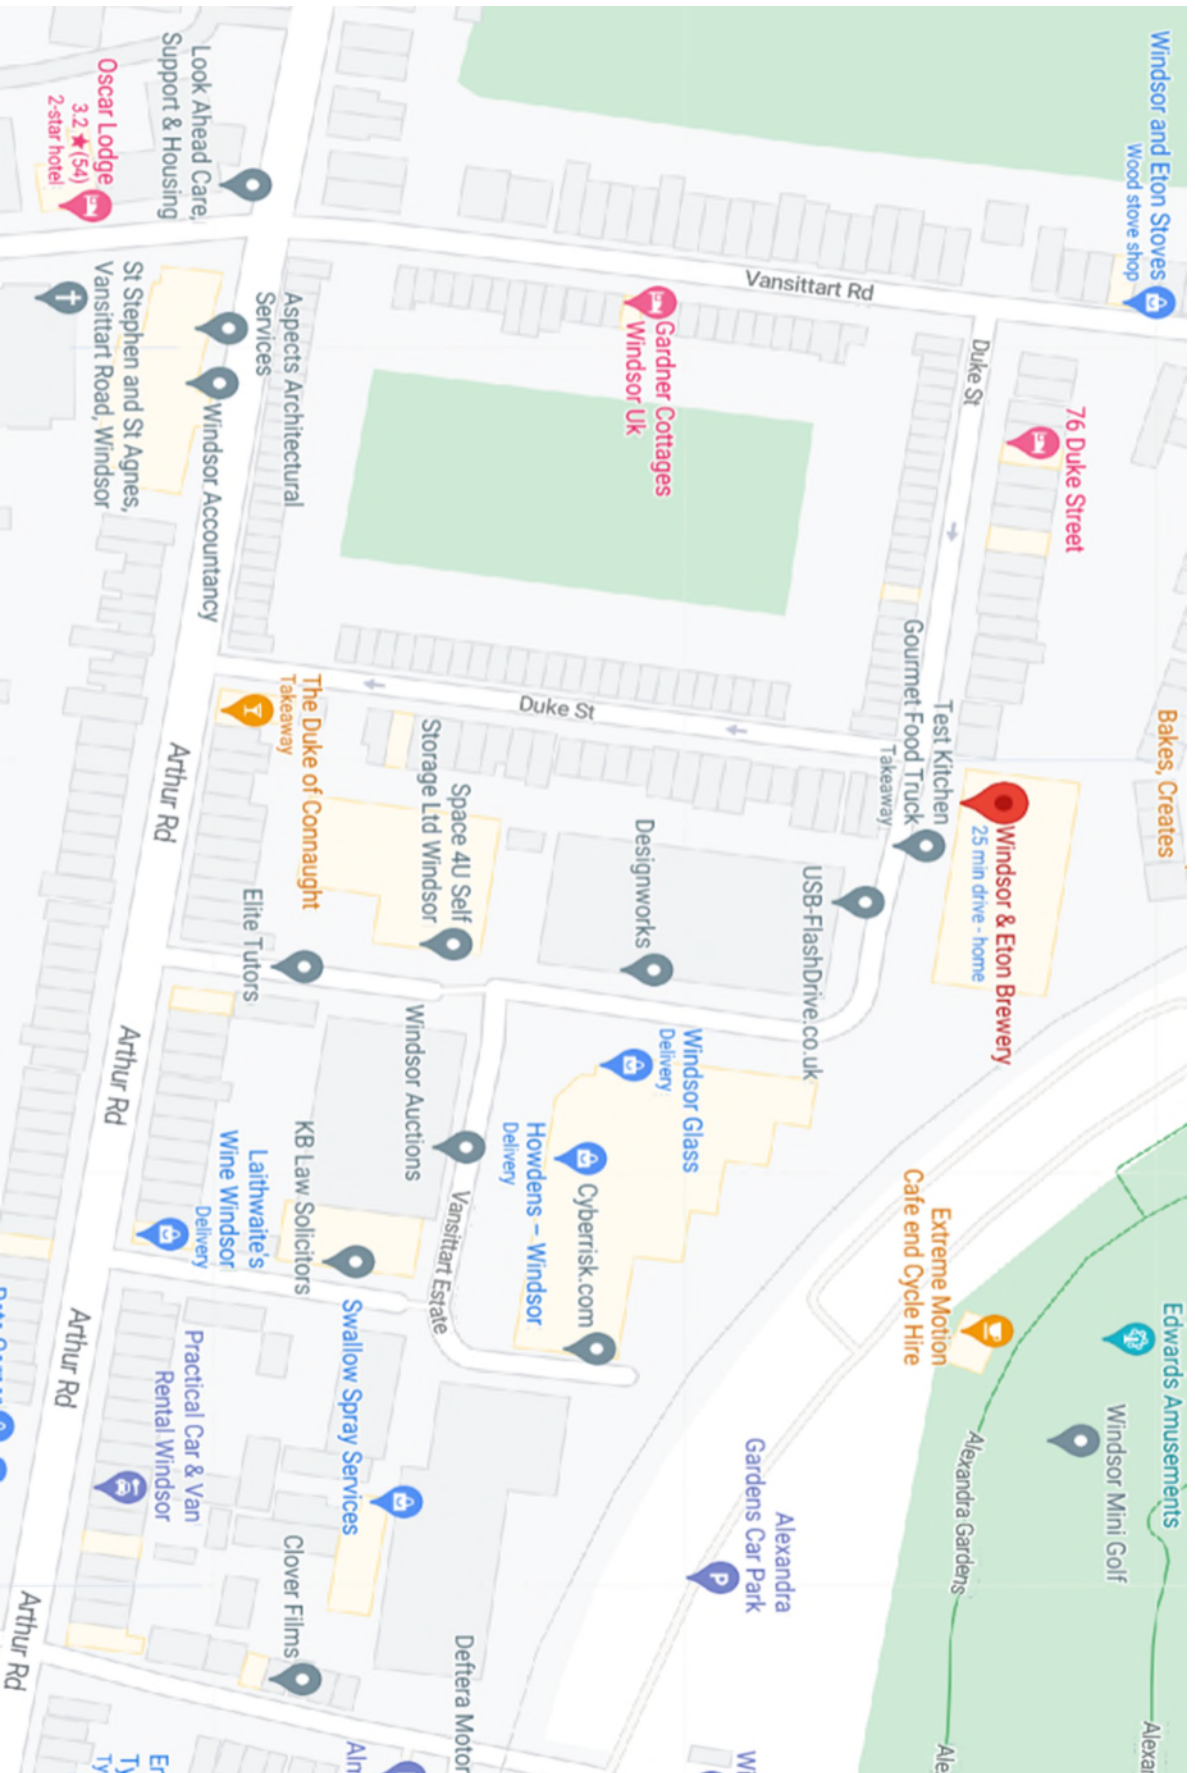 Windsor and Eton Stoves
Wood stove shop
76 Duke Street
Bakes, Creates
Duke St
Vansittart Rd
Test Kitchen
Gourmet Food Truck
Takeaway
Windsor & Eton Brewery
25 min drive - home
Gardner Cottages
Windsor Uk
Edwards Amusements
Windsor Mini Golf
Extreme Motion
Cafe end Cycle Hire
Alexandra Gardens
USB-FlashDrive.co.uk
Designworks
Duke St
Windsor Glass
Delivery
Cyberrisk.com
Howdens – Windsor
Delivery
Alexandra
Gardens Car Park
Space 4U Self
Storage Ltd Windsor
Windsor Auctions
Vansittart Estate
Look Ahead Care,
Support & Housing
Aspects Architectural
Services
The Duke of Connaught
Takeaway
Elite Tutors
KB Law Solicitors
Swallow Spray Services
Clover Films
Deftera Motor
Windsor Accountancy
Laithwaite's
Wine Windsor
Delivery
Practical Car & Van
Rental Windsor
Oscar Lodge
3.2 ★ (54)
2-star hotel
St Stephen and St Agnes,
Vansittart Road, Windsor
Arthur Rd
Arthur Rd
Arthur Rd
Arthur Rd
P